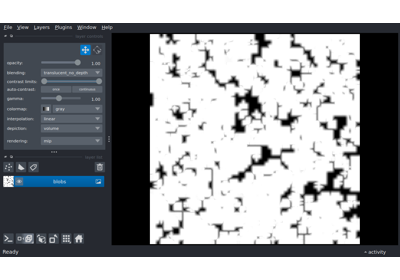 File View Layers Plugins Window Help
opacity: 1.00
blending: translucent_no_depth
contrast limits:
auto-contrast: once continuous
gamma: 1.00
colormap: gray
interpolation: linear
depiction: volume
rendering: mip
blobs
Ready activity